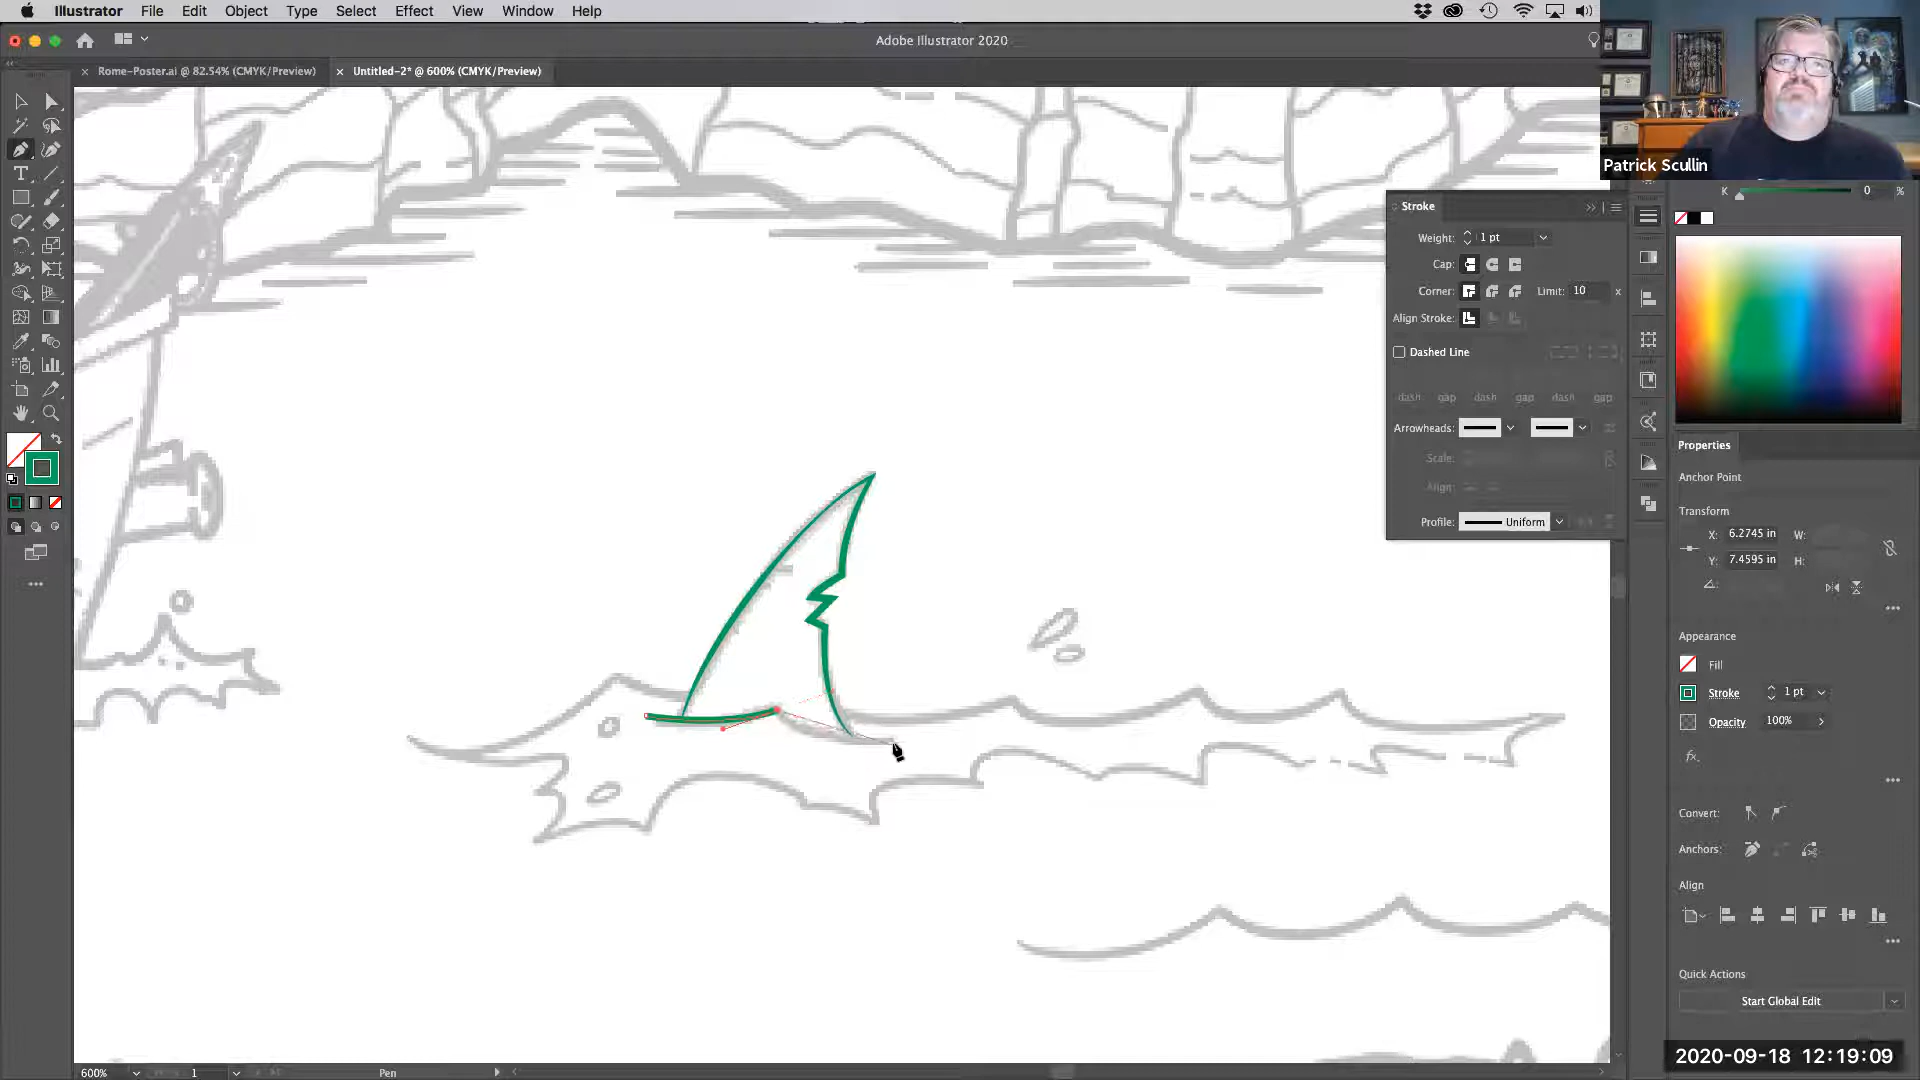 Illustrator File Edit Object Type Select Effect View Window Help
Adobe Illustrator 2020
Rome-Poster.ai @ 82.54% (CMYK/Preview)
Untitled-2* @ 600% (CMYK/Preview)
Patrick Scullin
K 0 %
Stroke
Weight: 1 pt
Cap:
Corner: Limit: 10 x
Align Stroke:
Dashed Line
dash gap dash gap dash gap
Arrowheads:
Scale:
Align:
Profile: Uniform
Properties
Anchor Point
Transform
X: 6.2745 in W:
Y: 7.4595 in H:
Appearance
Fill
Stroke 1 pt
Opacity 100%
fx.
Convert:
Anchors:
Align
Quick Actions
Start Global Edit
2020-09-18 12:19:09
600% 1 Pen